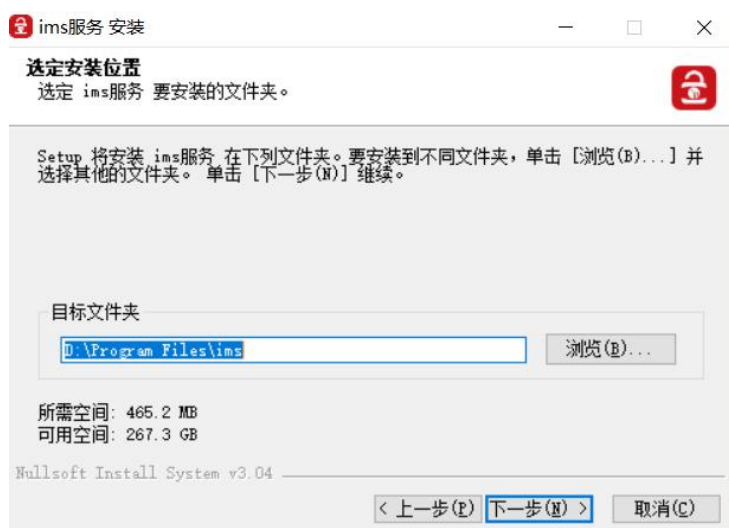 ims服务 安装
选定安装位置
选定 ims服务 要安装的文件夹。
Setup 将安装 ims服务 在下列文件夹。要安装到不同文件夹，单击 [浏览(B)...] 并
选择其他的文件夹。 单击 [下一步(N)] 继续。
目标文件夹
D:\Program Files\ims
浏览(B)...
所需空间: 465.2 MB
可用空间: 267.3 GB
Nullsoft Install System v3.04
< 上一步(P)
下一步(N) >
取消(C)